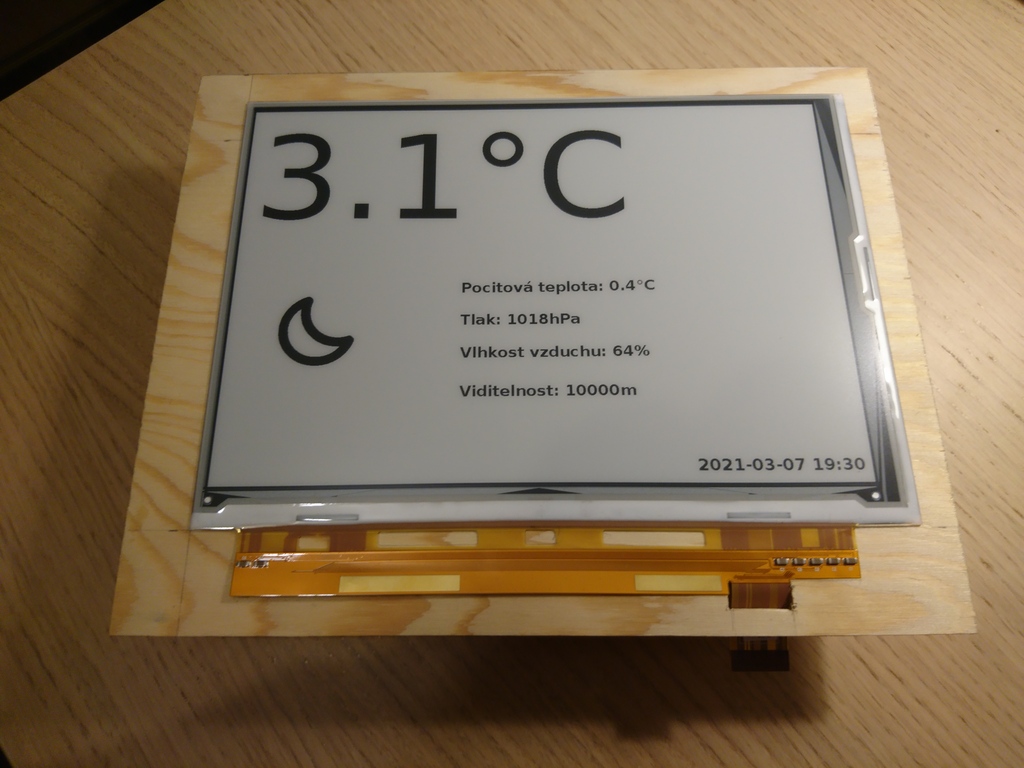 3.1°C
Pocitová teplota: 0.4°C
Tlak: 1018hPa
Vlhkost vzduchu: 64%
Viditelnost: 10000m
2021-03-07 19:30